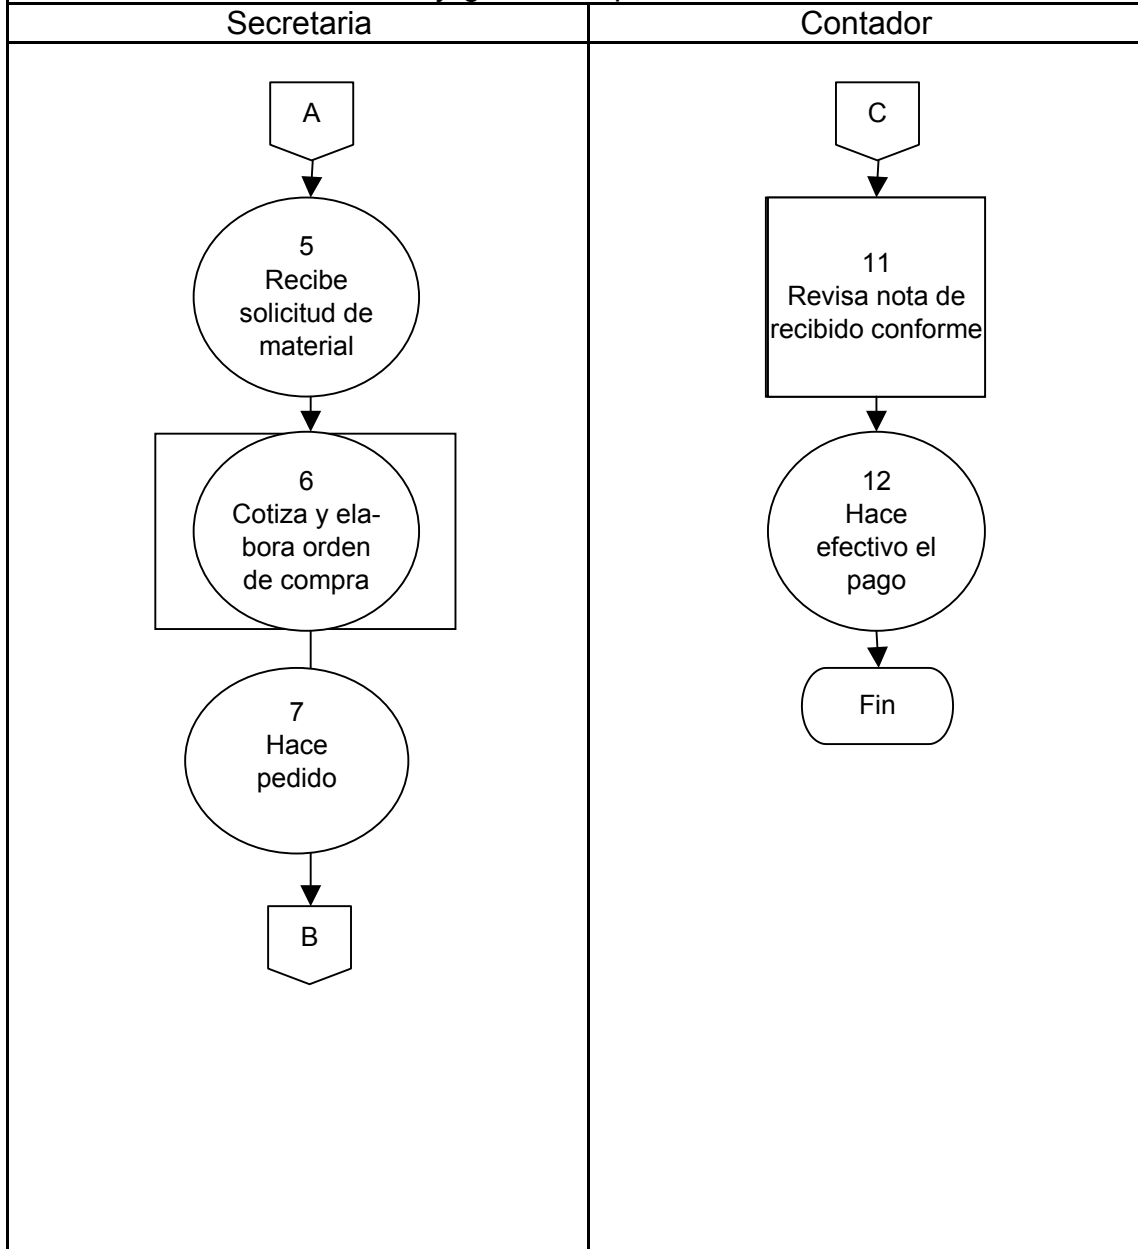 Secretaria
Contador
A
5
Recibe
solicitud de
material
6
Cotiza y ela-
bora orden
de compra
7
Hace
pedido
B
C
11
Revisa nota de
recibido conforme
12
Hace
efectivo el
pago
Fin